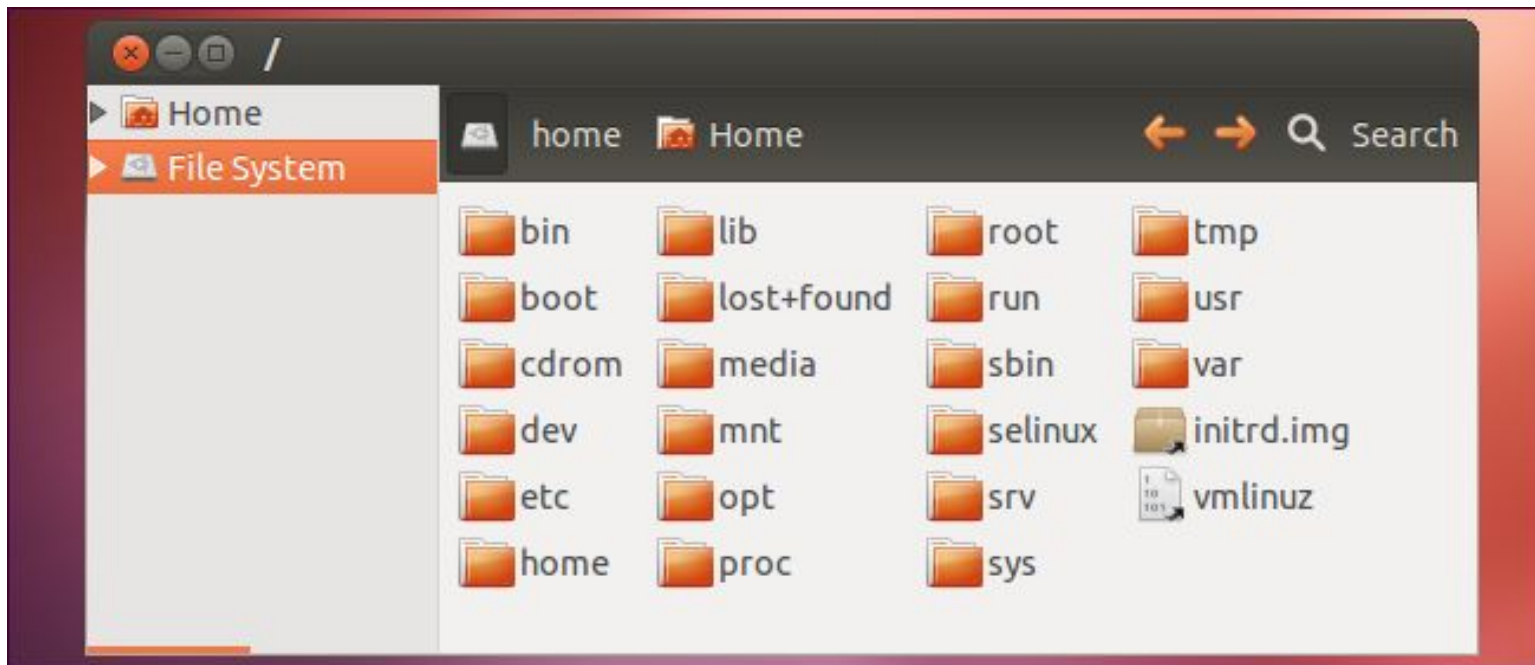 /
Home
File System
home Home Search
bin lib root tmp
boot lost+found run usr
cdrom media sbin var
dev mnt selinux initrd.img
etc opt srv vmlinuz
home proc sys